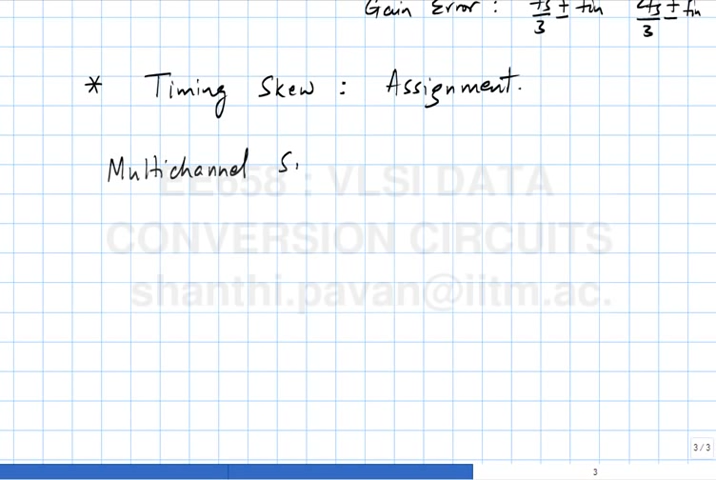 Gain Error : fs/3 ± fin 2fs/3 ± fin
* Timing Skew : Assignment.
Multichannel S.
EE658 : VLSI DATA
CONVERSION CIRCUITS
shanthi.pavan@iitm.ac.
3/3
3